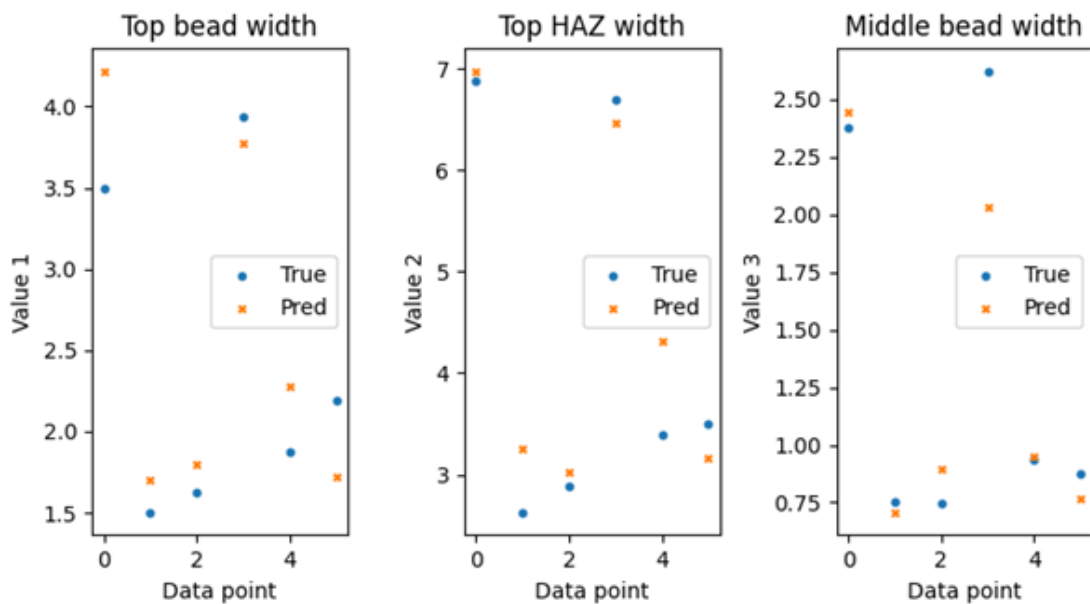 Top bead width
Value 1
4.0
3.5
3.0
2.5
2.0
1.5
True
Pred
0
2
4
Data point
Top HAZ width
Value 2
7
6
5
4
3
True
Pred
0
2
4
Data point
Middle bead width
Value 3
2.50
2.25
2.00
1.75
1.50
1.25
1.00
0.75
True
Pred
0
2
4
Data point